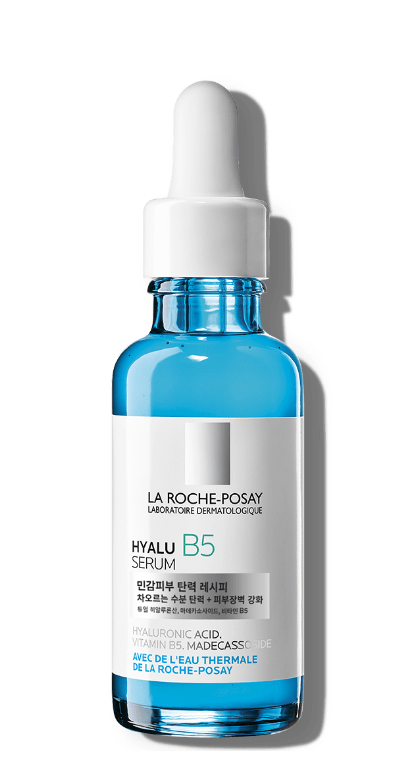 LA ROCHE-POSAY
LABORATOIRE DERMATOLOGIQUE
HYALU B5
SERUM
민감피부 탄력 레시피
차오르는 수분 탄력 + 피부장벽 강화
듀얼 히알루론산, 마데카소사이드, 비타민 B5
HYALURONIC ACID.
VITAMIN B5. MADECASSOSIDE
AVEC DE L'EAU THERMALE
DE LA ROCHE-POSAY